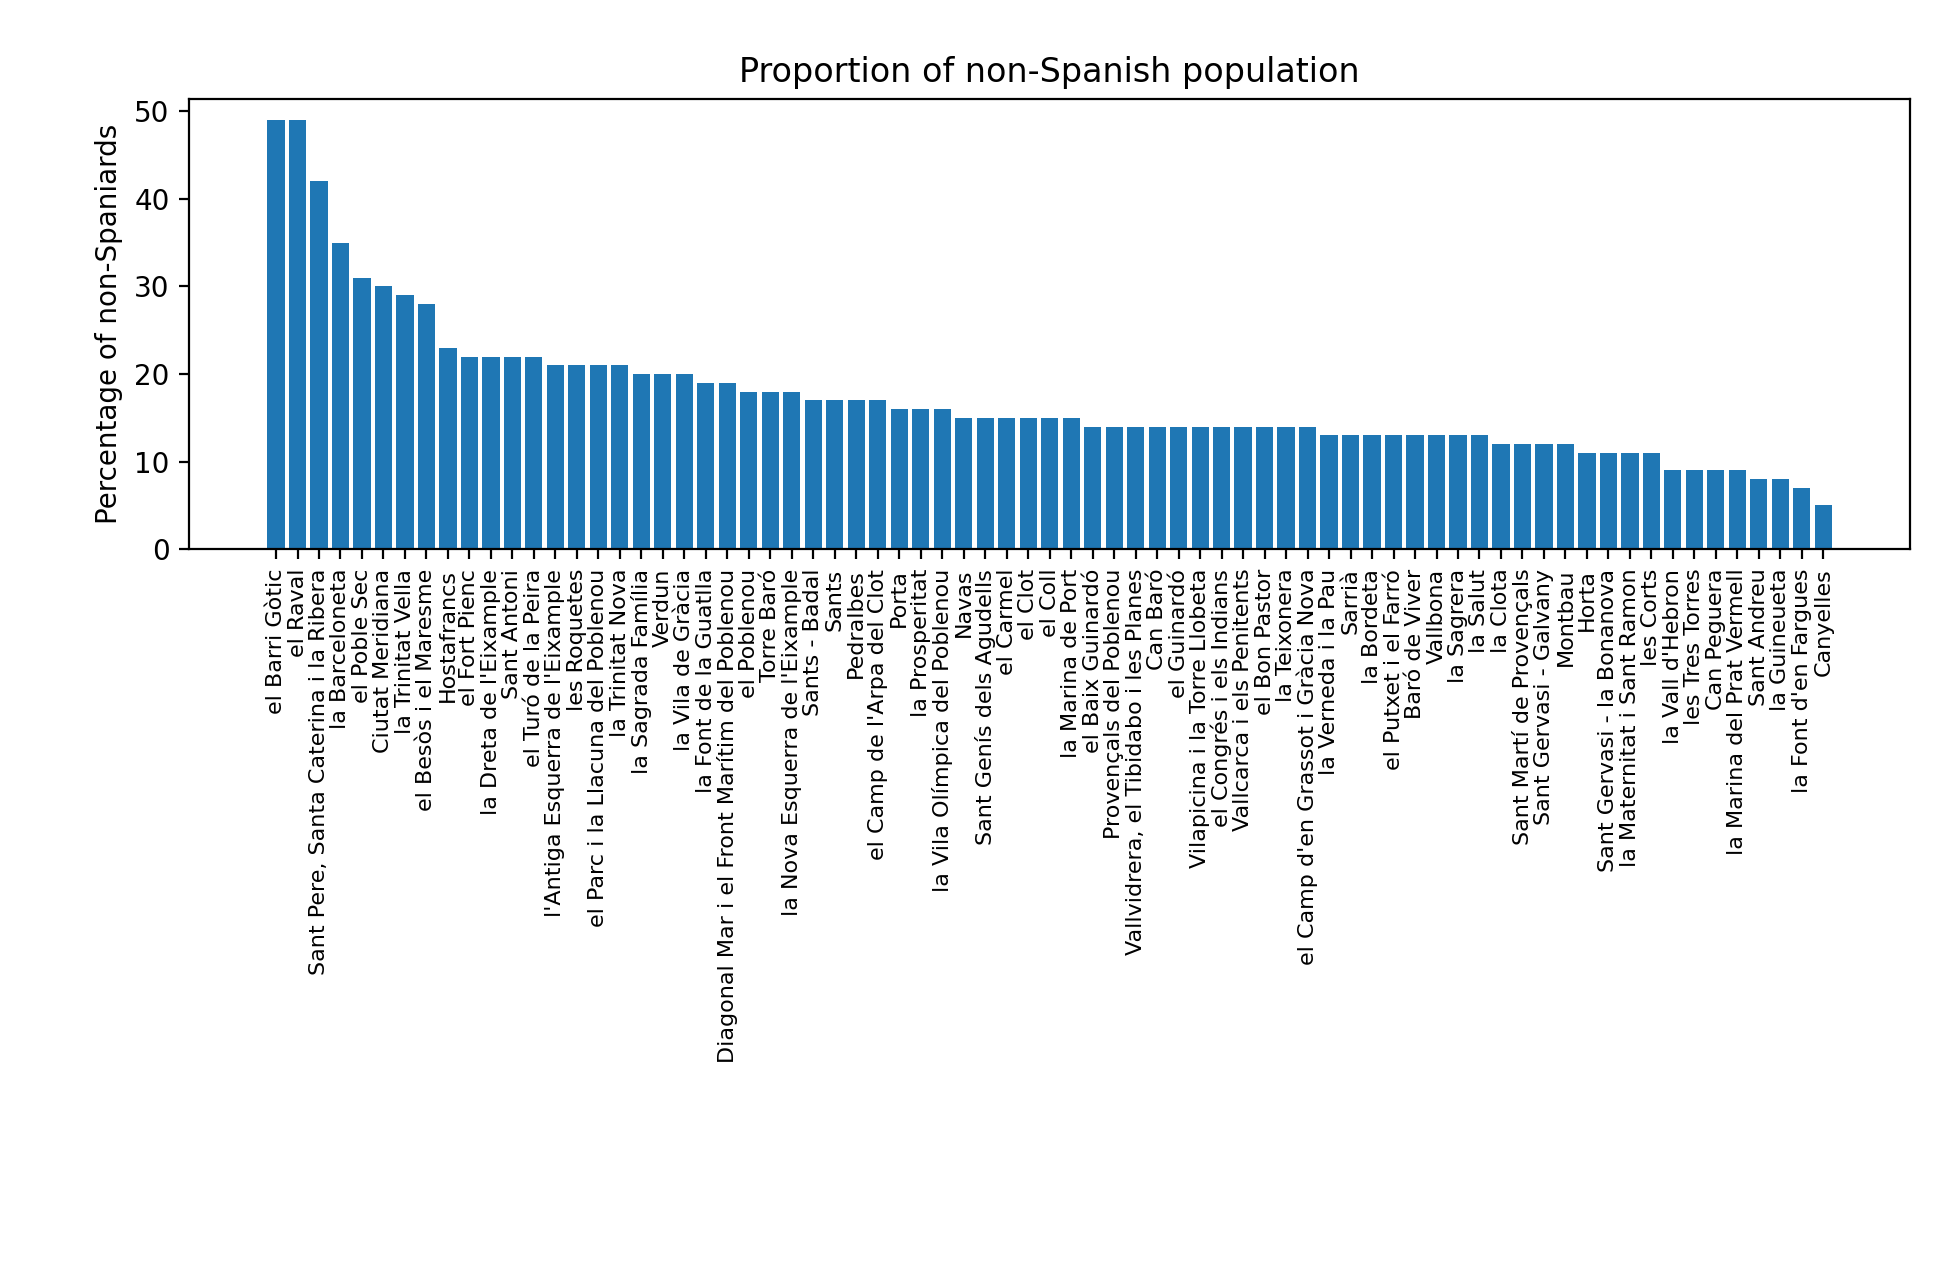 Proportion of non-Spanish population
Percentage of non-Spaniards
50
40
30
20
10
0
el Barri Gòtic
el Raval
Sant Pere, Santa Caterina i la Ribera
la Barceloneta
el Poble Sec
Ciutat Meridiana
la Trinitat Vella
el Besòs i el Maresme
Hostafrancs
el Fort Pienc
la Dreta de l'Eixample
Sant Antoni
el Turó de la Peira
l'Antiga Esquerra de l'Eixample
les Roquetes
el Parc i la Llacuna del Poblenou
la Trinitat Nova
la Sagrada Família
Verdun
la Vila de Gràcia
la Font de la Guatlla
Diagonal Mar i el Front Marítim del Poblenou
el Poblenou
Torre Baró
la Nova Esquerra de l'Eixample
Sants - Badal
Sants
Pedralbes
el Camp de l'Arpa del Clot
Porta
la Prosperitat
la Vila Olímpica del Poblenou
Navas
Sant Genís dels Agudells
el Carmel
el Clot
el Coll
la Marina de Port
el Baix Guinardó
Provençals del Poblenou
Vallvidrera, el Tibidabo i les Planes
Can Baró
el Guinardó
Vilapicina i la Torre Llobeta
el Congrés i els Indians
Vallcarca i els Penitents
el Bon Pastor
la Teixonera
el Camp d'en Grassot i Gràcia Nova
la Verneda i la Pau
Sarrià
la Bordeta
el Putxet i el Farró
Baró de Viver
Vallbona
la Sagrera
la Salut
la Clota
Sant Martí de Provençals
Sant Gervasi - Galvany
Montbau
Horta
Sant Gervasi - la Bonanova
la Maternitat i Sant Ramon
les Corts
la Vall d'Hebron
les Tres Torres
Can Peguera
la Marina del Prat Vermell
Sant Andreu
la Guineueta
la Font d'en Fargues
Canyelles